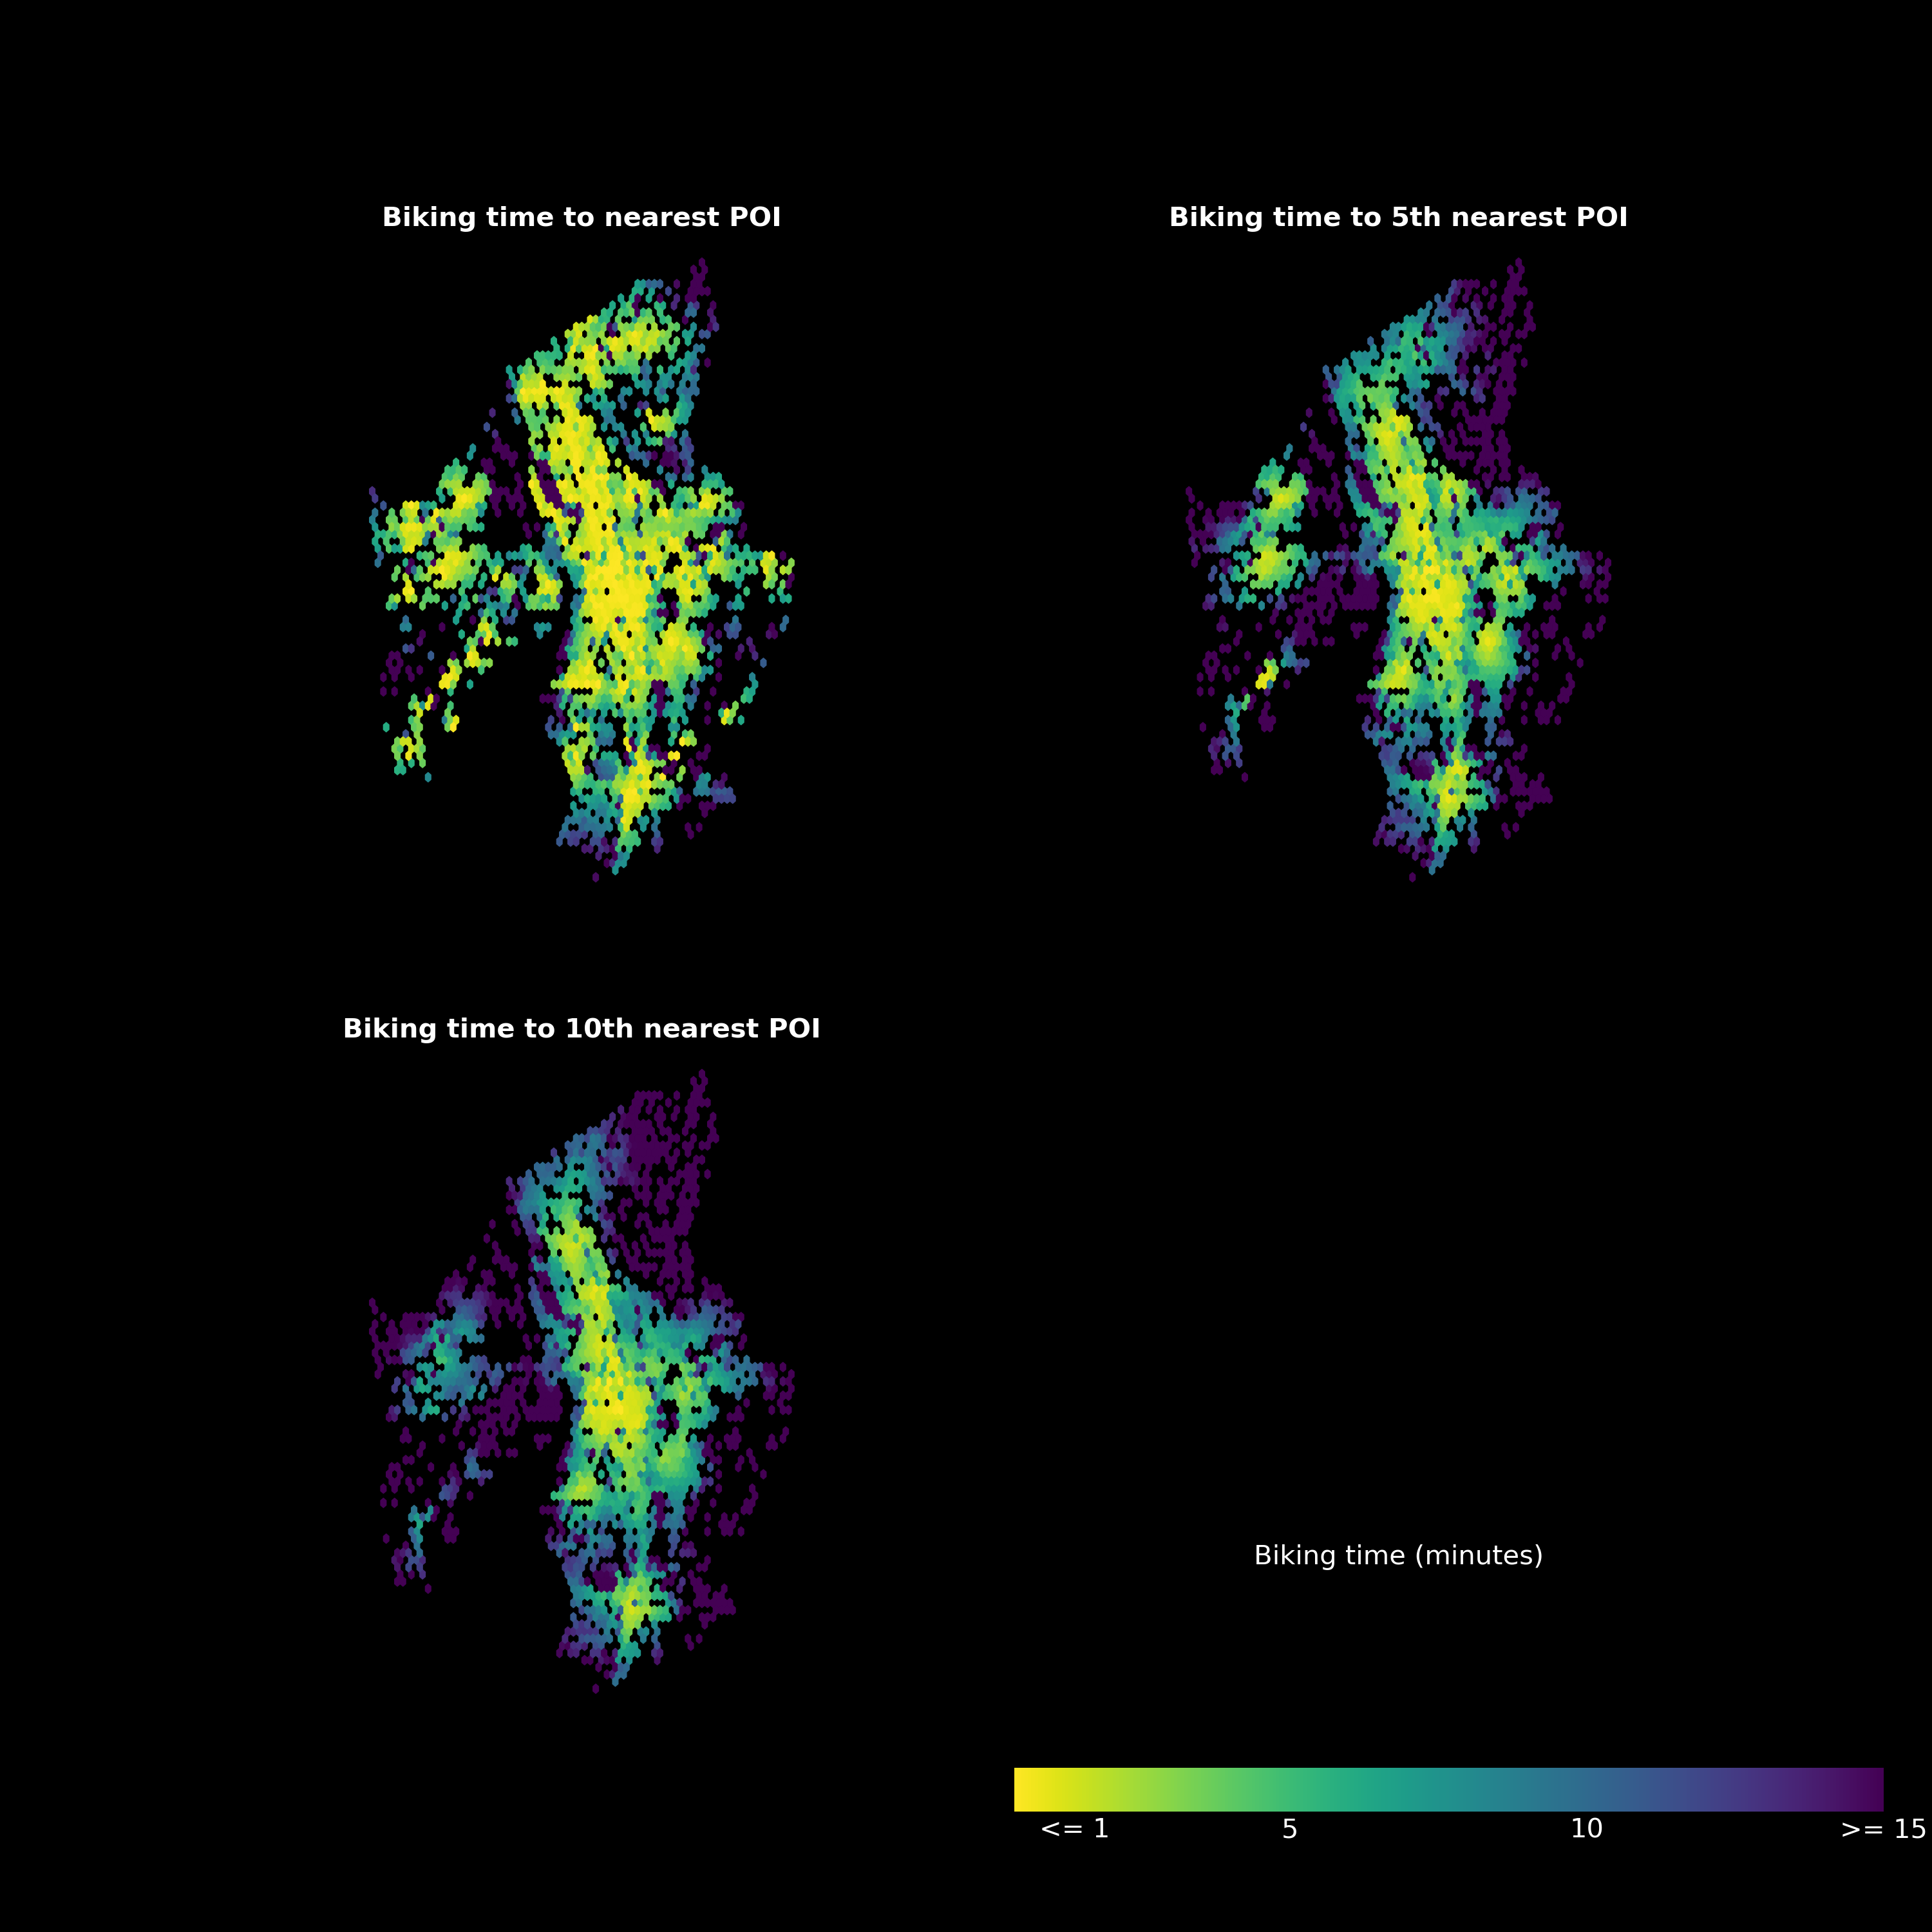 Biking time to nearest POI
Biking time to 5th nearest POI
Biking time to 10th nearest POI
Biking time (minutes)
<= 1 5 10 >= 15